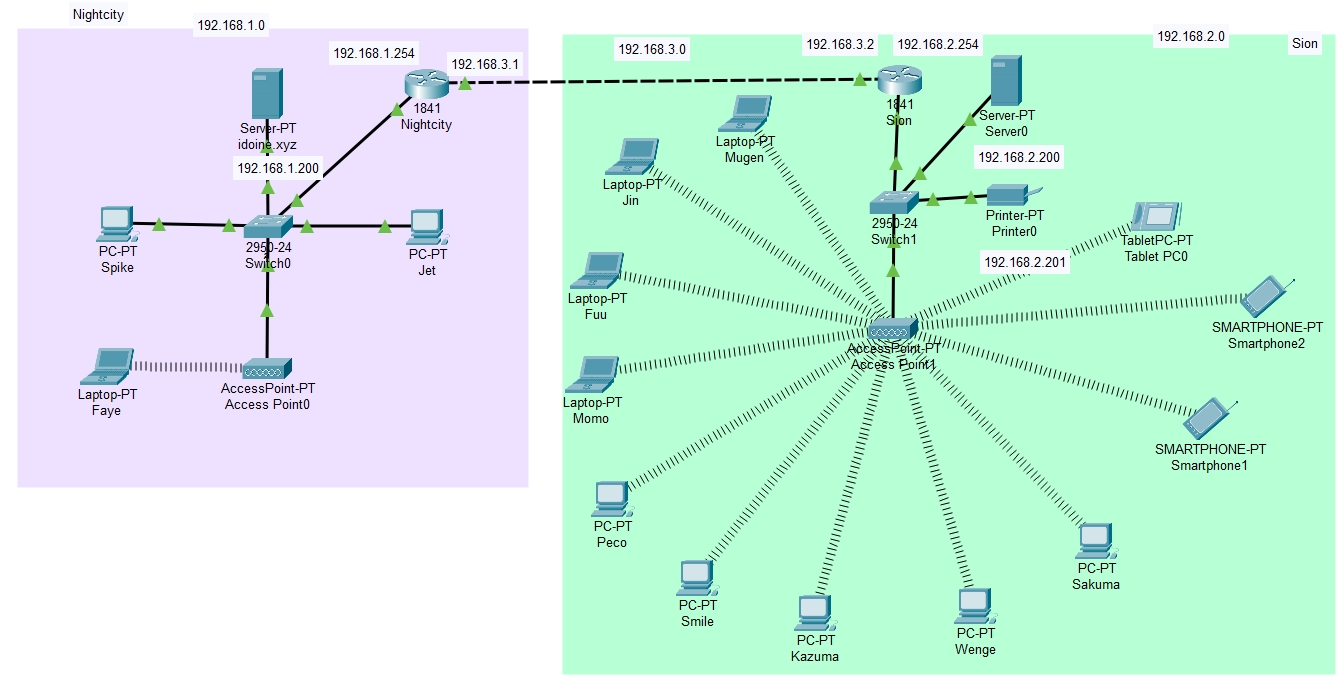 Nightcity
192.168.1.0
192.168.1.254
192.168.3.1
Server-PT
idoine.xyz
1841
Nightcity
192.168.1.200
PC-PT
Spike
2950-24
Switch0
PC-PT
Jet
Laptop-PT
Faye
AccessPoint-PT
Access Point0
192.168.3.0
192.168.3.2
192.168.2.254
192.168.2.0
Sion
1841
Sion
Server-PT
Server0
Laptop-PT
Mugen
192.168.2.200
Laptop-PT
Jin
2950-24
Switch1
Printer-PT
Printer0
TabletPC-PT
Tablet PC0
192.168.2.201
Laptop-PT
Fuu
SMARTPHONE-PT
Smartphone2
AccessPoint-PT
Access Point1
Laptop-PT
Momo
SMARTPHONE-PT
Smartphone1
PC-PT
Peco
PC-PT
Sakuma
PC-PT
Smile
PC-PT
Kazuma
PC-PT
Wenge